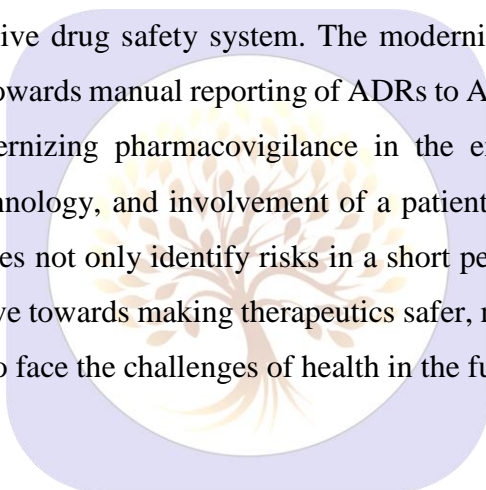 ive drug safety system. The moderni
owards manual reporting of ADRs to A
ernizing pharmacovigilance in the e
nology, and involvement of a patient
es not only identify risks in a short pe
ve towards making therapeutics safer, r
o face the challenges of health in the fu